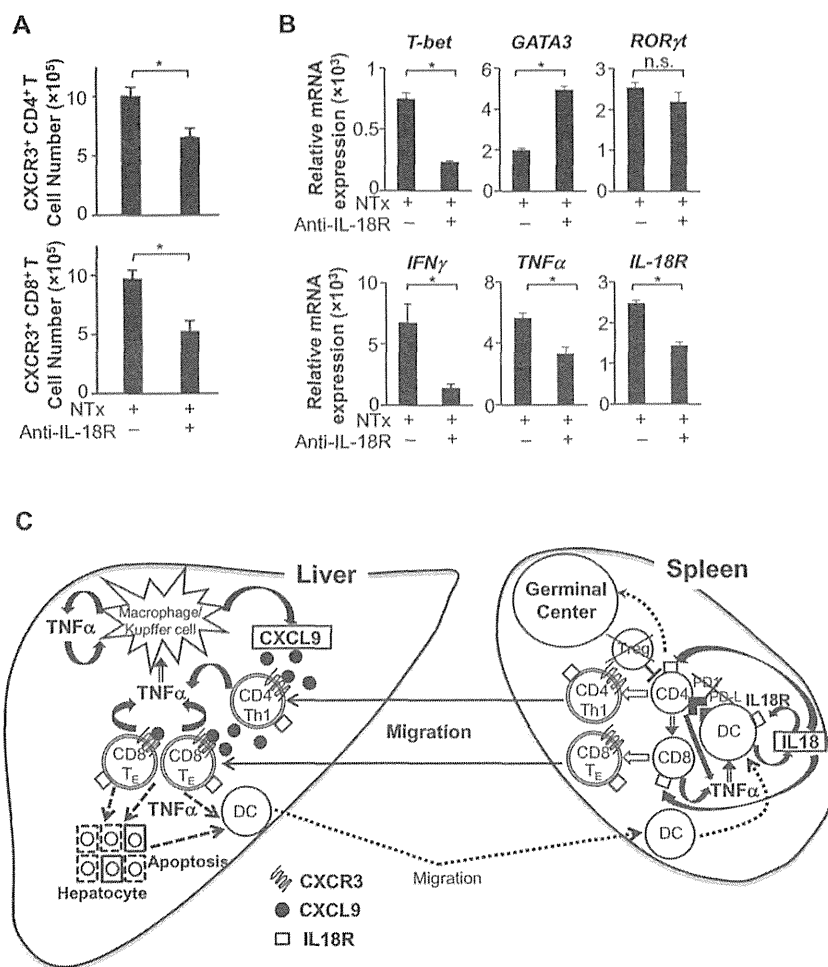 A
CXCR3+ CD4+ T
Cell Number (×10⁵)
10
5
*
CXCR3+ CD8+ T
Cell Number (×10⁵)
10
5
*
NTx + +
Anti-IL-18R − +
B
T-bet GATA3 RORγt
Relative mRNA
expression (×10³)
1
0.5
0
*
6
4
2
0
*
3
2
1
0
n.s.
NTx + + + + + +
Anti-IL-18R − + − + − +
IFNγ TNFα IL-18R
Relative mRNA
expression (×10³)
10
5
0
*
8
4
0
*
3
2
1
0
*
NTx + + + + + +
Anti-IL-18R − + − + − +
C
Liver
Macrophage/
Kupffer cell
TNFα
CXCL9
TNFα
CD4
Th1
CD8
TE
CD8
TE
TNFα
DC
Apoptosis
Hepatocyte
Migration
Migration
CXCR3
CXCL9
IL18R
Spleen
Germinal
Center
Treg
CD4
Th1
CD4
PD1
PD-L
IL18R
DC
IL18
CD8
TE
CD8
TNFα
DC